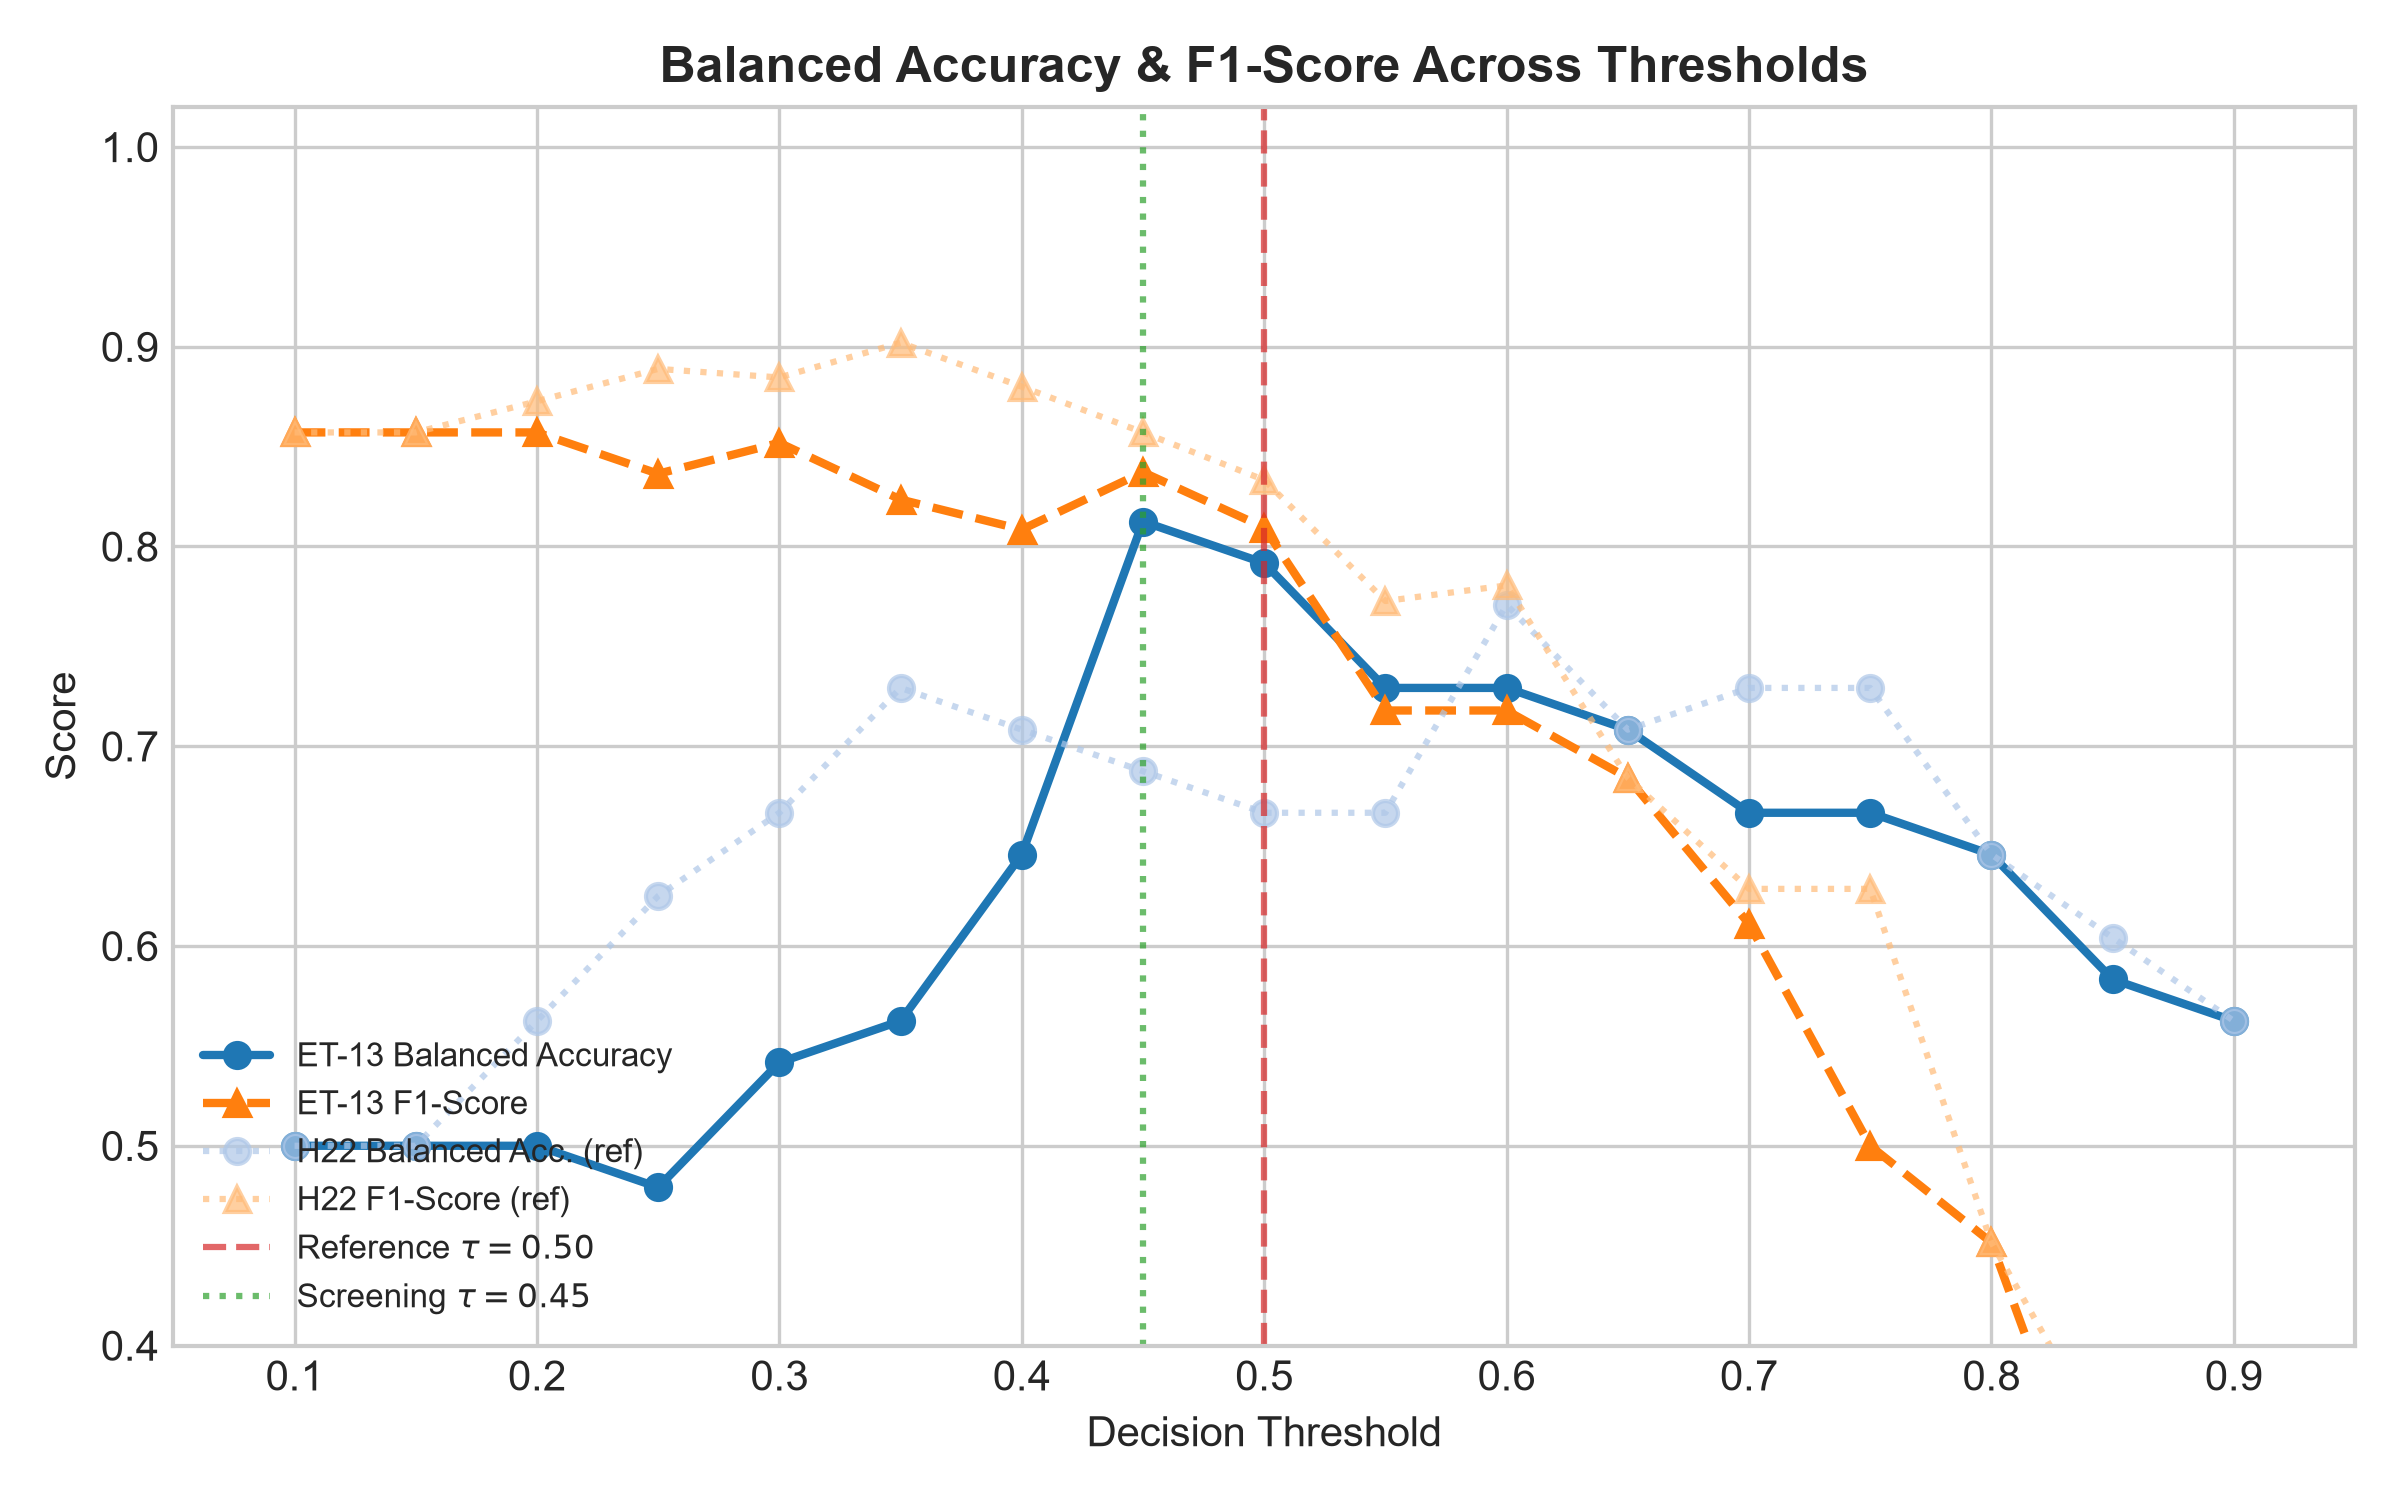 Balanced Accuracy & F1-Score Across Thresholds
1.0
0.9
0.8
0.7
0.6
0.5
0.4
Score
ET-13 Balanced Accuracy
ET-13 F1-Score
H22 Balanced Acc. (ref)
H22 F1-Score (ref)
Reference τ = 0.50
Screening τ = 0.45
0.1 0.2 0.3 0.4 0.5 0.6 0.7 0.8 0.9
Decision Threshold